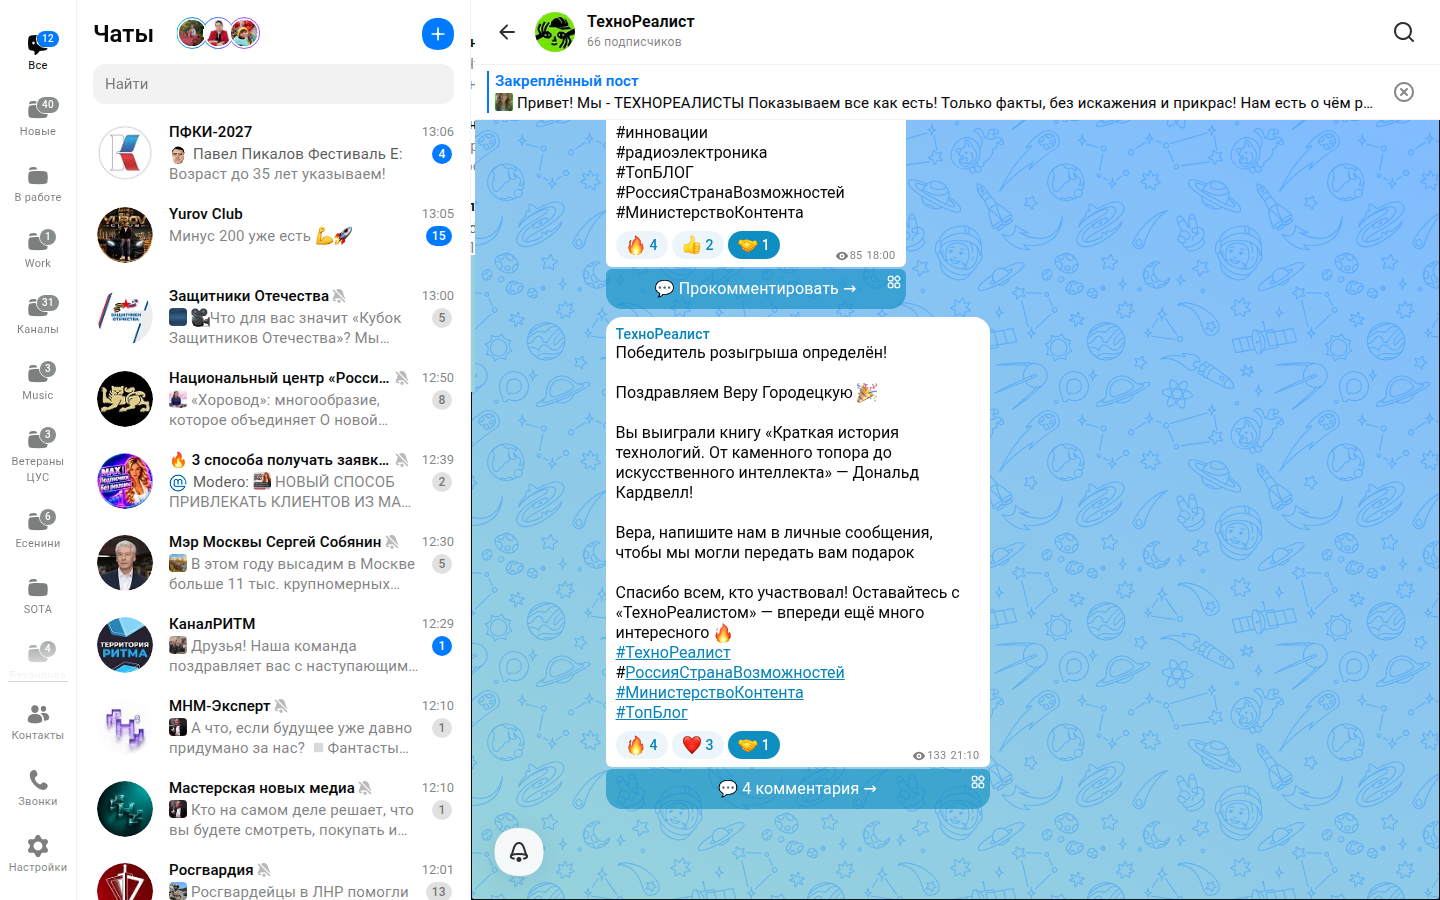 12
Все
40
Новые
В работе
1
Work
31
Каналы
3
Music
3
Ветераны
ЦУС
6
Есенини
SOTA
4
Контакты
Звонки
Настройки
Чаты
Найти
ПФКИ-2027 13:06
Павел Пикалов Фестиваль Е: 4
Возраст до 35 лет указываем!
Yurov Club 13:05
Минус 200 уже есть 💪🚀 15
Защитники Отечества 13:00
🎥Что для вас значит «Кубок 5
Защитников Отечества»? Мы…
Национальный центр «Росси… 12:50
«Хоровод»: многообразие, 8
которое объединяет О новой…
🔥 3 способа получать заявк… 12:39
Modero: НОВЫЙ СПОСОБ 2
ПРИВЛЕКАТЬ КЛИЕНТОВ ИЗ МА…
Мэр Москвы Сергей Собянин 12:30
В этом году высадим в Москве 5
больше 11 тыс. крупномерных…
КаналРИТМ 12:29
ТЕРРИТОРИЯ
РИТМА
Друзья! Наша команда 1
поздравляет вас с наступающим…
МНМ-Эксперт 12:10
А что, если будущее уже давно 1
придумано за нас? ◽ Фантасты…
Мастерская новых медиа 12:10
Кто на самом деле решает, что 1
вы будете смотреть, покупать и…
Росгвардия 12:01
Росгвардейцы в ЛНР помогли 13
ТехноРеалист
66 подписчиков
Закреплённый пост
Привет! Мы - ТЕХНОРЕАЛИСТЫ Показываем все как есть! Только факты, без искажения и прикрас! Нам есть о чём р…
#инновации
#радиоэлектроника
#ТопБЛОГ
#РоссияСтранаВозможностей
#МинистерствоКонтента
🔥 4 👍 2 🤝 1 85 18:00
💬 Прокомментировать →
ТехноРеалист
Победитель розыгрыша определён!
Поздравляем Веру Городецкую 🎉
Вы выиграли книгу «Краткая история
технологий. От каменного топора до
искусственного интеллекта» — Дональд
Кардвелл!
Вера, напишите нам в личные сообщения,
чтобы мы могли передать вам подарок
Спасибо всем, кто участвовал! Оставайтесь с
«ТехноРеалистом» — впереди ещё много
интересного 🔥
#ТехноРеалист
#РоссияСтранаВозможностей
#МинистерствоКонтента
#ТопБлог
🔥 4 ❤️ 3 🤝 1 133 21:10
💬 4 комментария →